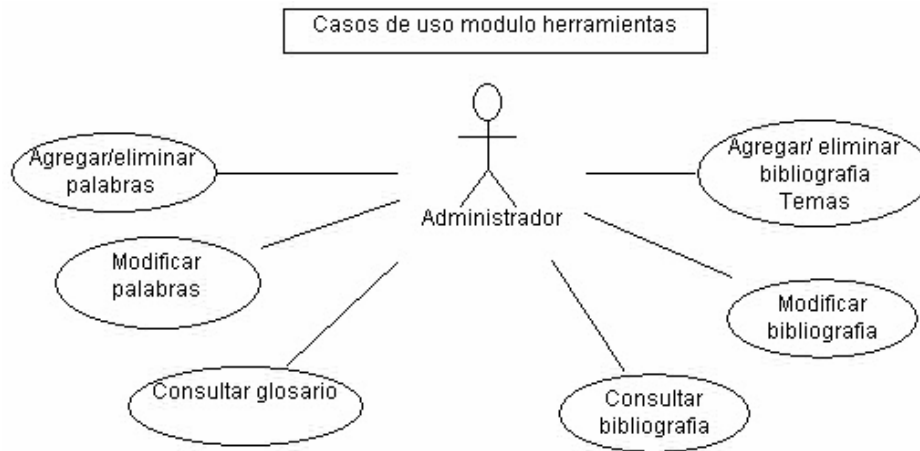 Casos de uso modulo herramientas
Agregar/eliminar
palabras
Agregar/ eliminar
bibliografia
Temas
Administrador
Modificar
palabras
Modificar
bibliografia
Consultar glosario
Consultar
bibliografia